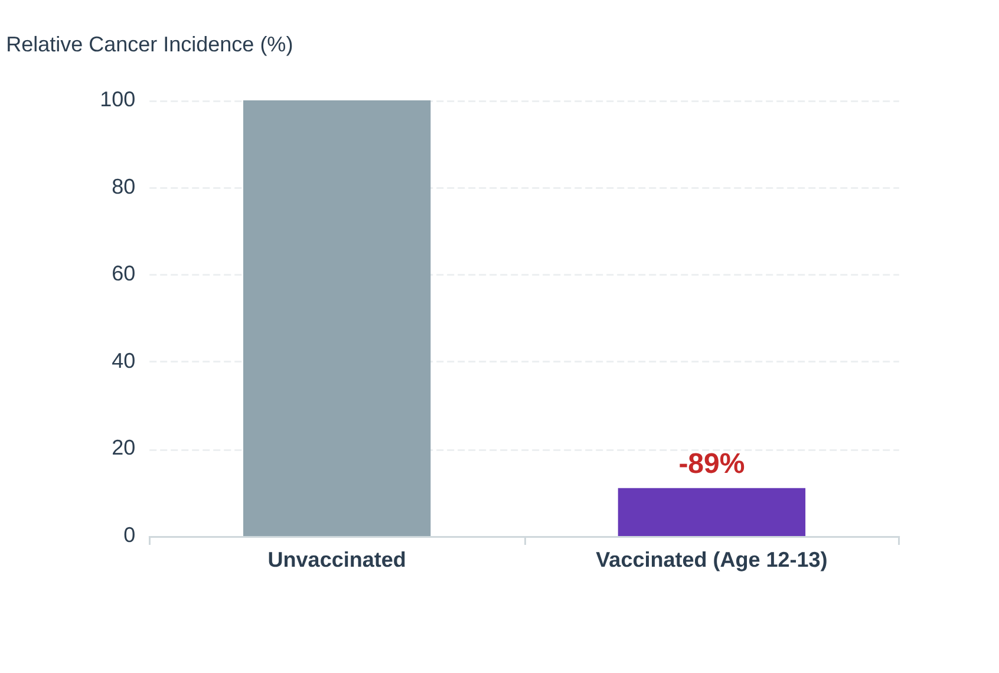 Relative Cancer Incidence (%)
100
80
60
40
20
0
-89%
Unvaccinated
Vaccinated (Age 12-13)